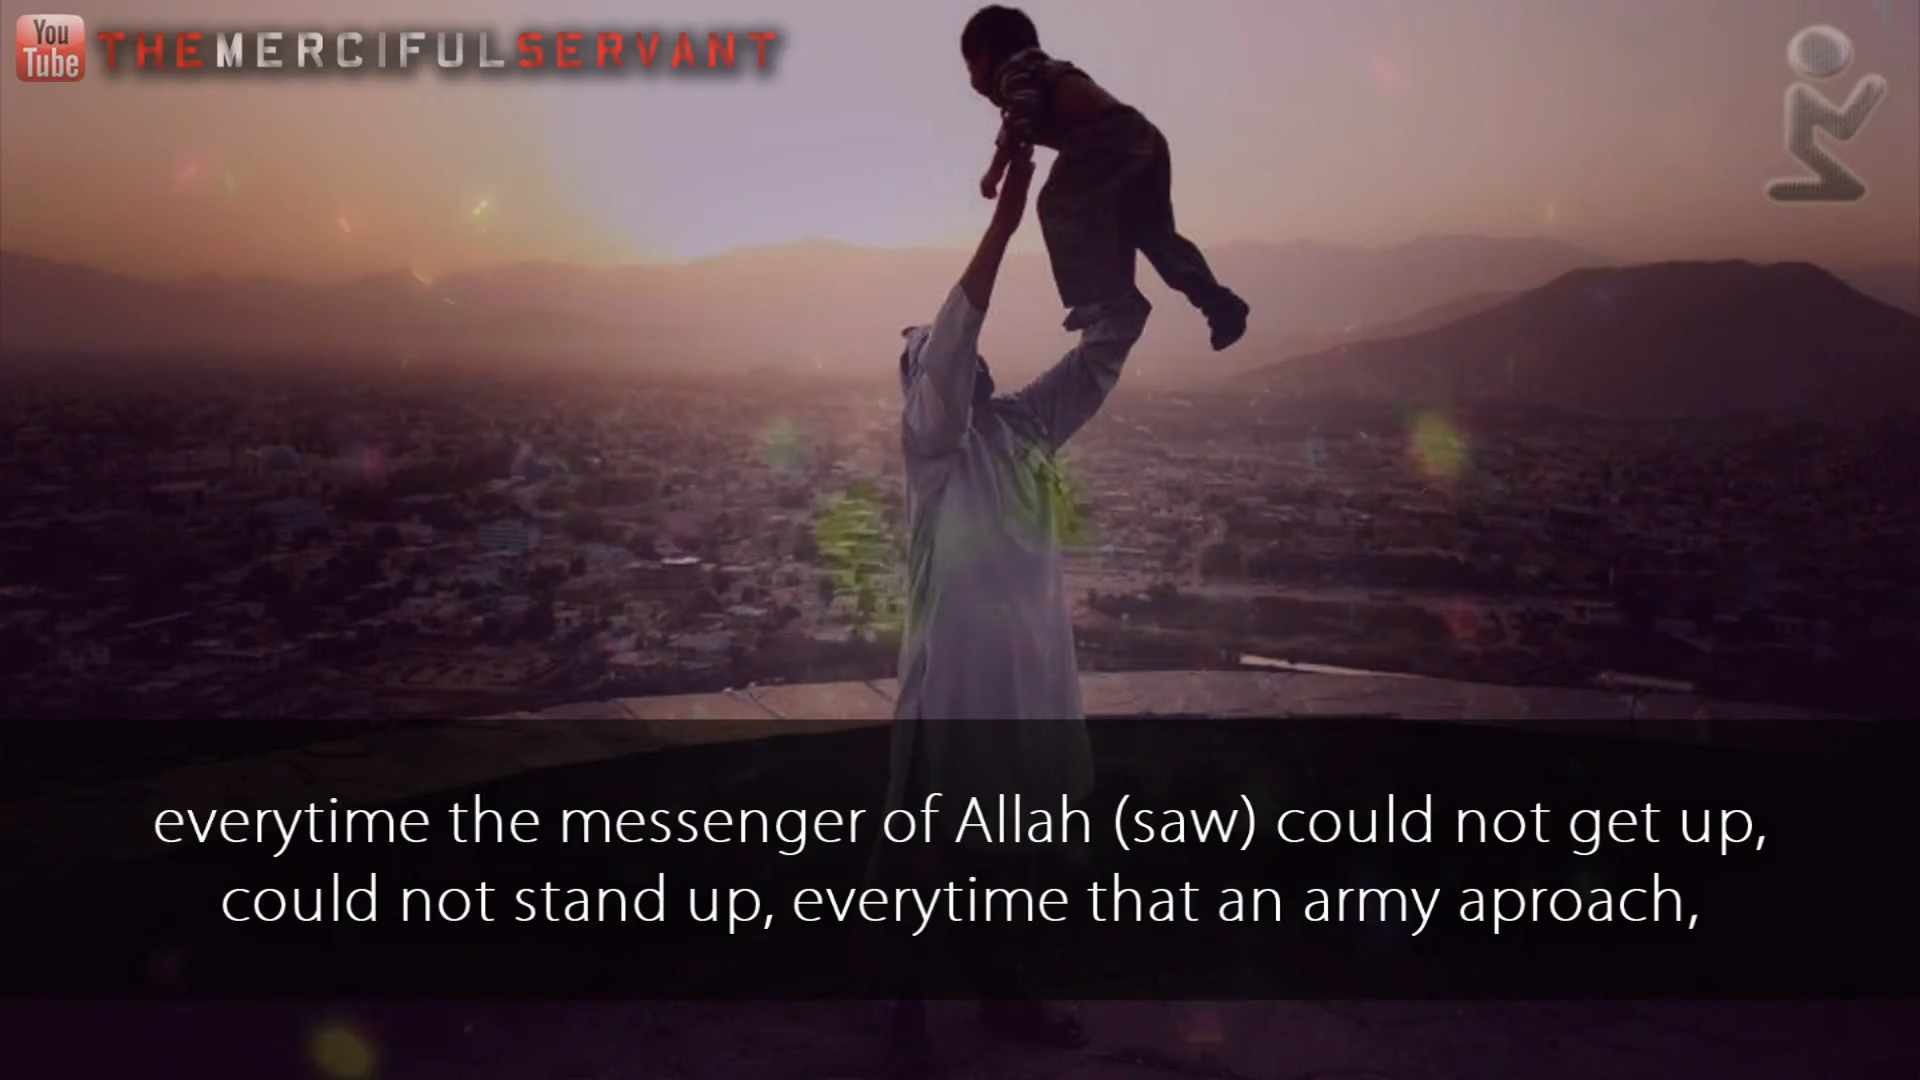 You
Tube
THEMERCIFULSERVANT
everytime the messenger of Allah (saw) could not get up,
could not stand up, everytime that an army aproach,